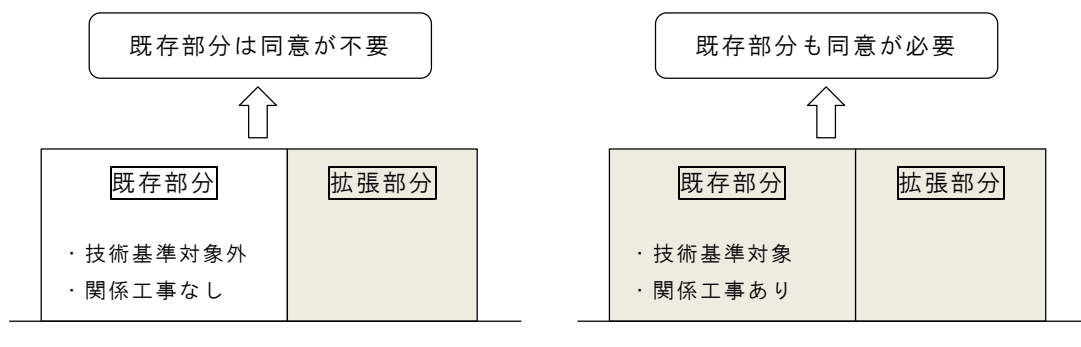 既存部分は同意が不要
既存部分
拡張部分
・技術基準対象外
・関係工事なし
既存部分も同意が必要
既存部分
拡張部分
・技術基準対象
・関係工事あり